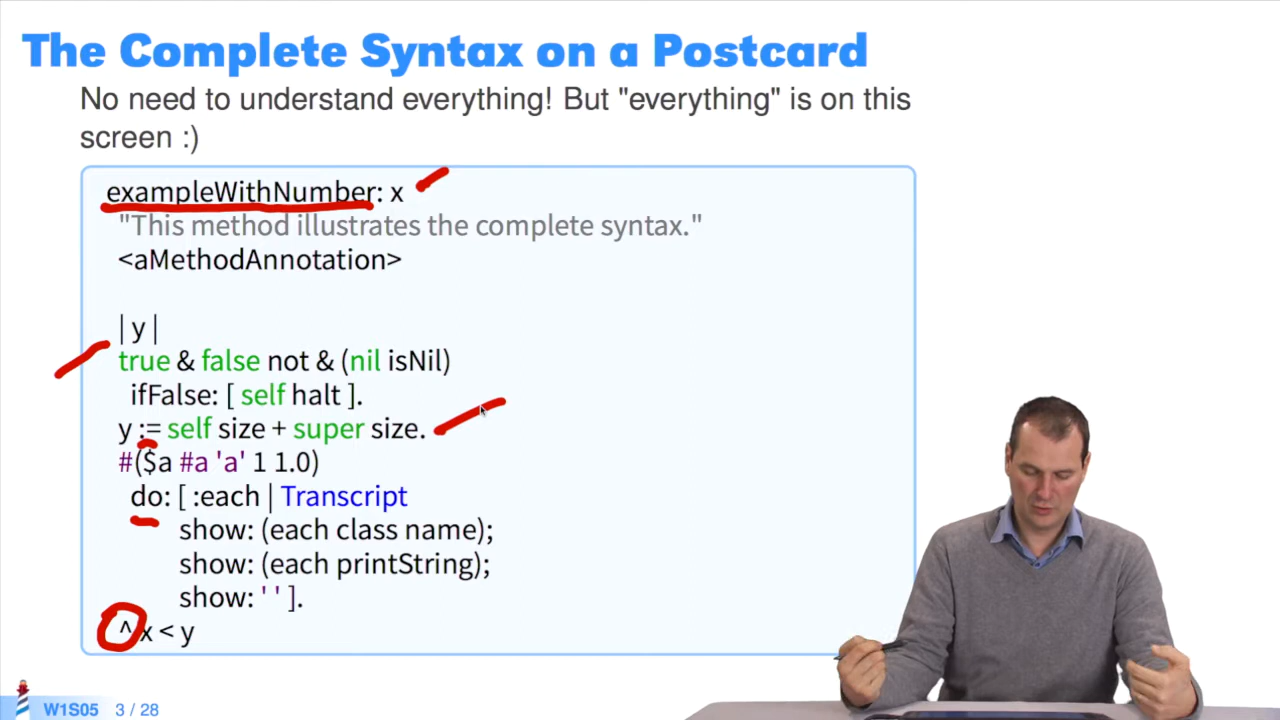 The Complete Syntax on a Postcard
No need to understand everything! But "everything" is on this
screen :)
exampleWithNumber: x
"This method illustrates the complete syntax."
<aMethodAnnotation>
| y |
true & false not & (nil isNil)
ifFalse: [ self halt ].
y := self size + super size.
#($a #a 'a' 1 1.0)
do: [ :each | Transcript
show: (each class name);
show: (each printString);
show: ' ' ].
^ x < y
W1S05 3 / 28